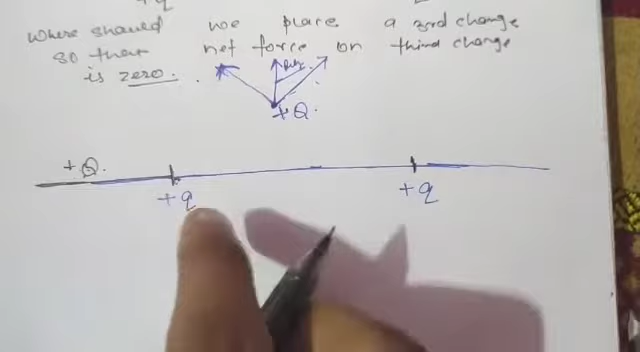 +q
Where should we place a 3rd charge
so that net force on third charge
is zero.
+Q.
+Q.
+q +q